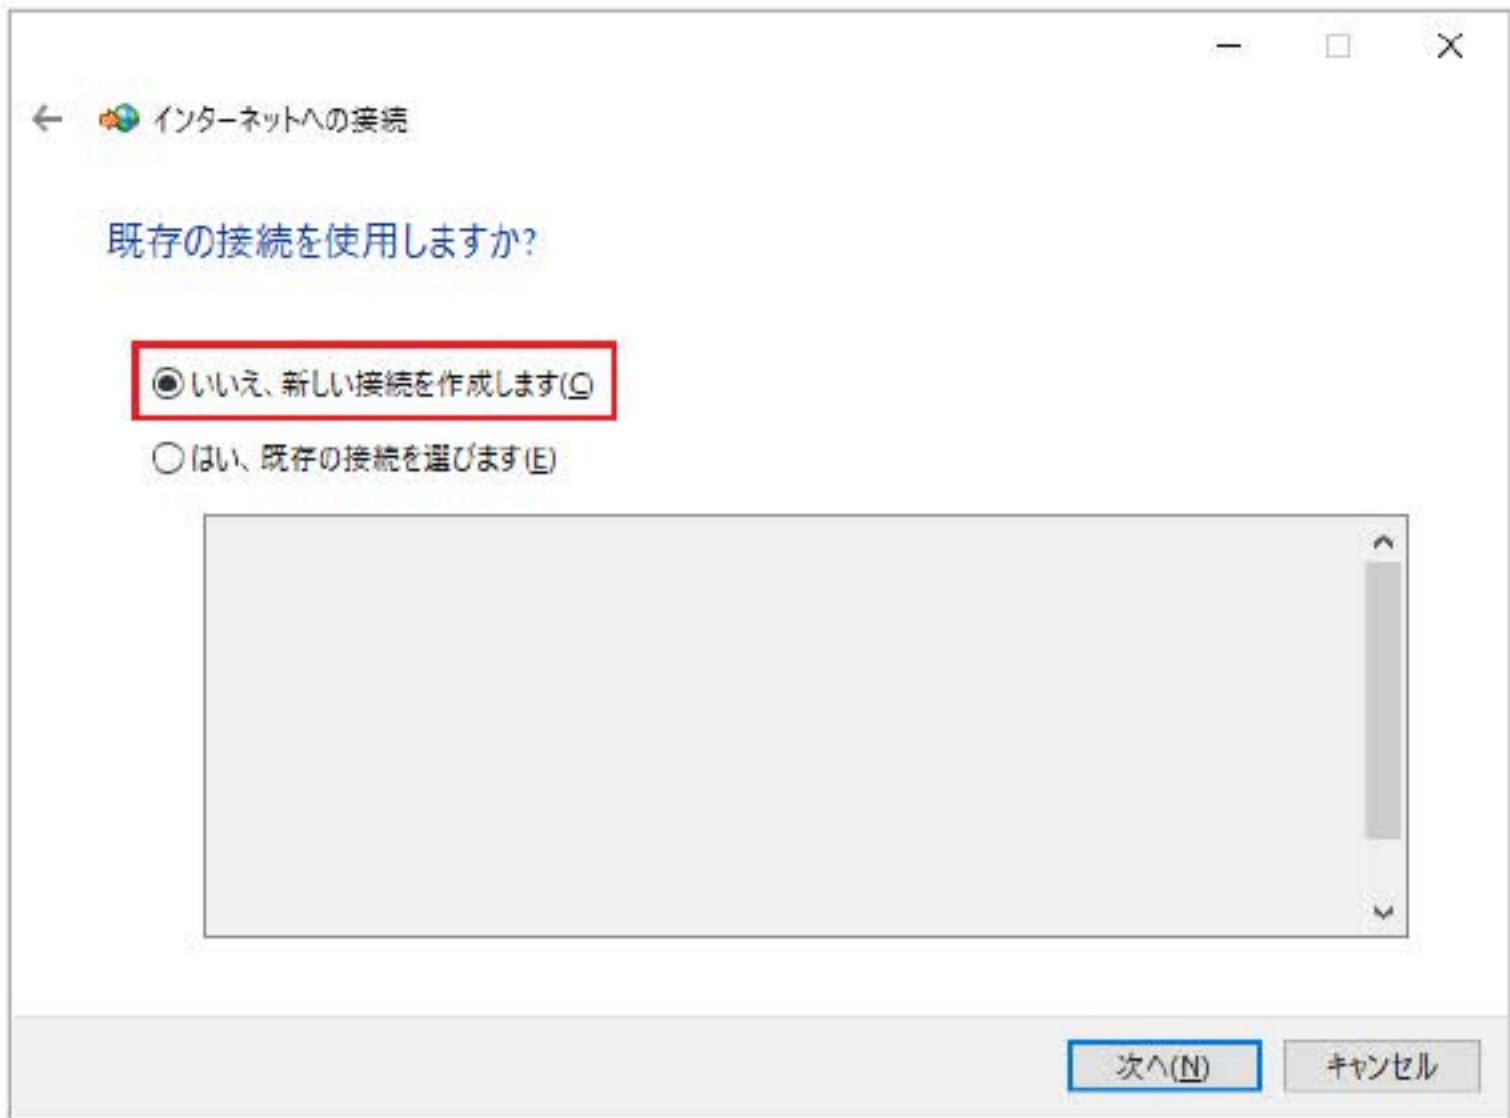 インターネットへの接続
既存の接続を使用しますか?
いいえ、新しい接続を作成します(C)
はい、既存の接続を選びます(E)
次へ(N)
キャンセル